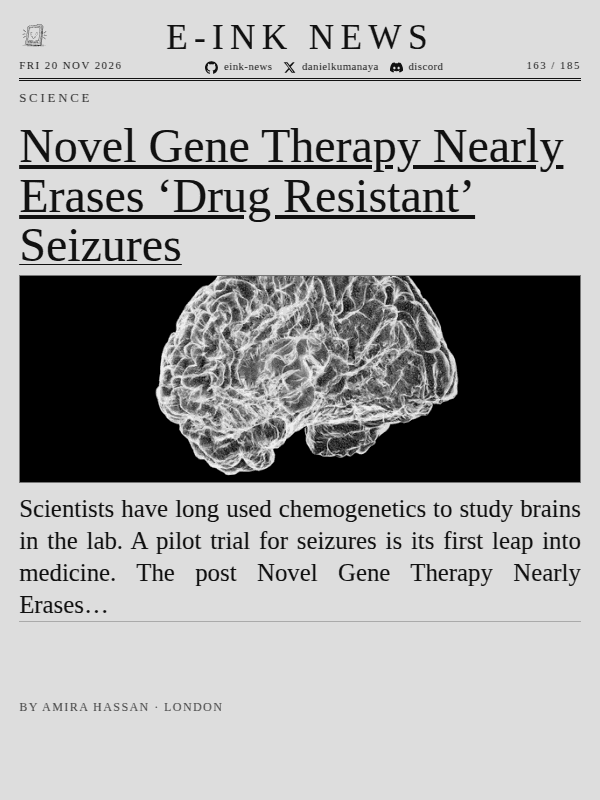 E-INK NEWS
FRI 20 NOV 2026
eink-news danielkumanaya discord
163 / 185
SCIENCE
Novel Gene Therapy Nearly
Erases ‘Drug Resistant’
Seizures
Scientists have long used chemogenetics to study brains
in the lab. A pilot trial for seizures is its first leap into
medicine. The post Novel Gene Therapy Nearly
Erases…
BY AMIRA HASSAN · LONDON